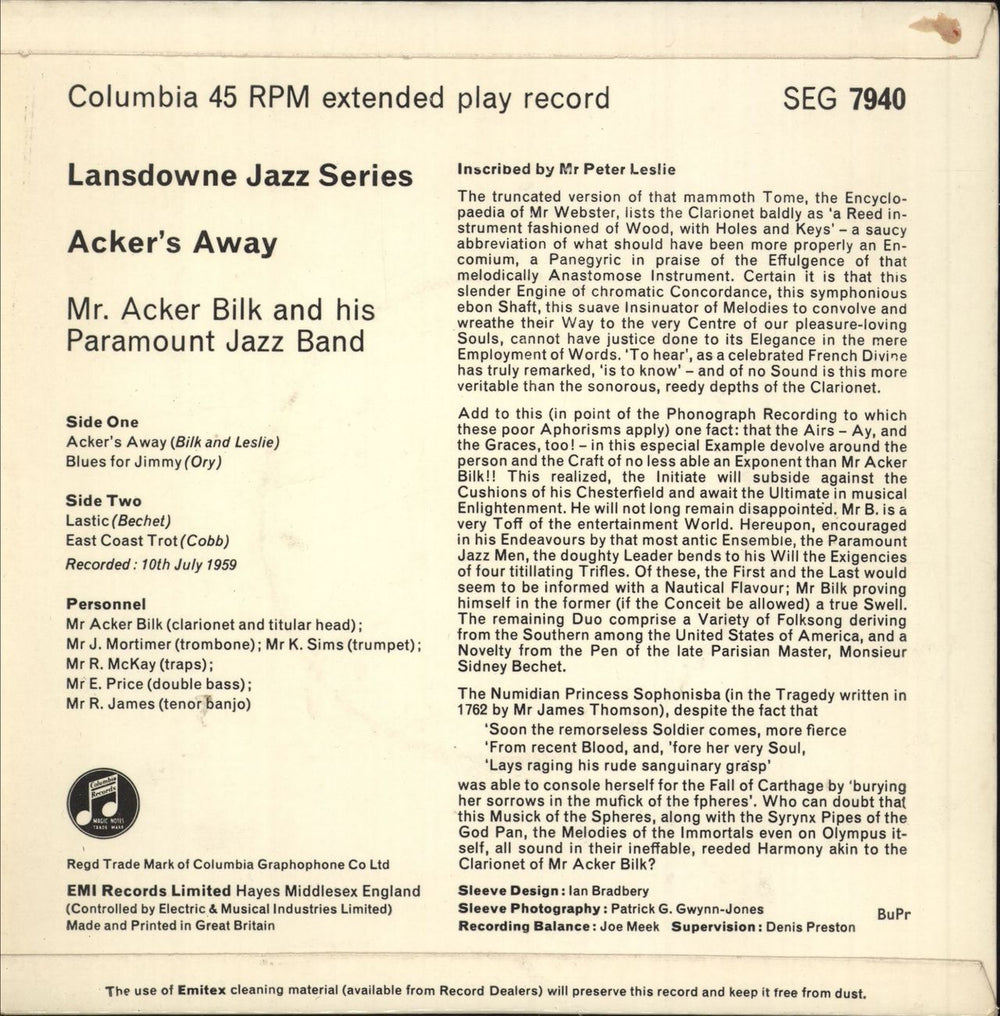 Columbia 45 RPM extended play record
SEG 7940
Lansdowne Jazz Series
Acker's Away
Mr. Acker Bilk and his
Paramount Jazz Band
Side One
Acker's Away (Bilk and Leslie)
Blues for Jimmy (Ory)
Side Two
Lastic (Bechet)
East Coast Trot (Cobb)
Recorded : 10th July 1959
Personnel
Mr Acker Bilk (clarionet and titular head);
Mr J. Mortimer (trombone); Mr K. Sims (trumpet);
Mr R. McKay (traps);
Mr E. Price (double bass);
Mr R. James (tenor banjo)
Columbia
Records
MAGIC NOTES
TRADE MARK
Regd Trade Mark of Columbia Graphophone Co Ltd
EMI Records Limited Hayes Middlesex England
(Controlled by Electric & Musical Industries Limited)
Made and Printed in Great Britain
Inscribed by Mr Peter Leslie
The truncated version of that mammoth Tome, the Encyclo-
paedia of Mr Webster, lists the Clarionet baldly as 'a Reed in-
strument fashioned of Wood, with Holes and Keys' – a saucy
abbreviation of what should have been more properly an En-
comium, a Panegyric in praise of the Effulgence of that
melodically Anastomose Instrument. Certain it is that this
slender Engine of chromatic Concordance, this symphonious
ebon Shaft, this suave Insinuator of Melodies to convolve and
wreathe their Way to the very Centre of our pleasure-loving
Souls, cannot have justice done to its Elegance in the mere
Employment of Words. 'To hear', as a celebrated French Divine
has truly remarked, 'is to know' – and of no Sound is this more
veritable than the sonorous, reedy depths of the Clarionet.
Add to this (in point of the Phonograph Recording to which
these poor Aphorisms apply) one fact: that the Airs – Ay, and
the Graces, too! – in this especial Example devolve around the
person and the Craft of no less able an Exponent than Mr Acker
Bilk!! This realized, the Initiate will subside against the
Cushions of his Chesterfield and await the Ultimate in musical
Enlightenment. He will not long remain disappointed. Mr B. is a
very Toff of the entertainment World. Hereupon, encouraged
in his Endeavours by that most antic Ensemble, the Paramount
Jazz Men, the doughty Leader bends to his Will the Exigencies
of four titillating Trifles. Of these, the First and the Last would
seem to be informed with a Nautical Flavour; Mr Bilk proving
himself in the former (if the Conceit be allowed) a true Swell.
The remaining Duo comprise a Variety of Folksong deriving
from the Southern among the United States of America, and a
Novelty from the Pen of the late Parisian Master, Monsieur
Sidney Bechet.
The Numidian Princess Sophonisba (in the Tragedy written in
1762 by Mr James Thomson), despite the fact that
'Soon the remorseless Soldier comes, more fierce
'From recent Blood, and, 'fore her very Soul,
'Lays raging his rude sanguinary grasp'
was able to console herself for the Fall of Carthage by 'burying
her sorrows in the mufick of the fpheres'. Who can doubt that
this Musick of the Spheres, along with the Syrynx Pipes of the
God Pan, the Melodies of the Immortals even on Olympus it-
self, all sound in their ineffable, reeded Harmony akin to the
Clarionet of Mr Acker Bilk?
Sleeve Design : Ian Bradbery
Sleeve Photography : Patrick G. Gwynn-Jones
Recording Balance : Joe Meek Supervision : Denis Preston
BuPr
The use of Emitex cleaning material (available from Record Dealers) will preserve this record and keep it free from dust.